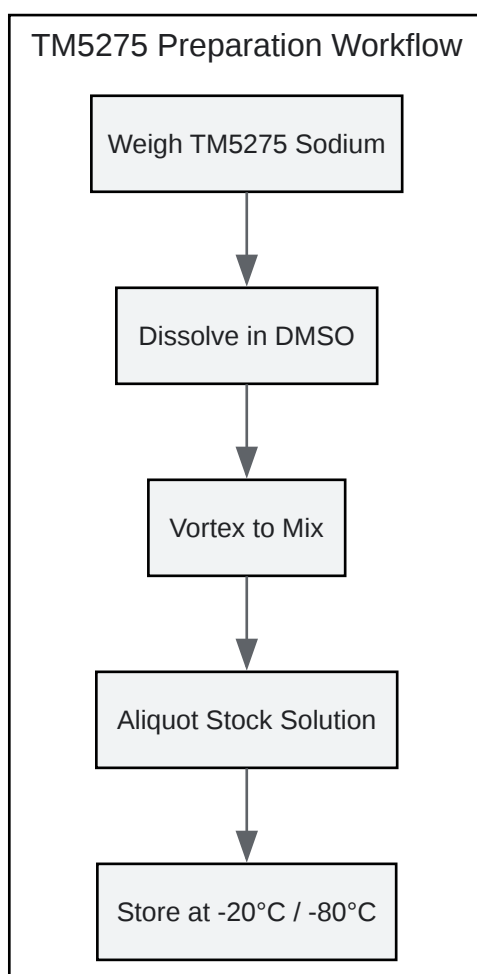 TM5275 Preparation Workflow
Weigh TM5275 Sodium
Dissolve in DMSO
Vortex to Mix
Aliquot Stock Solution
Store at -20°C / -80°C